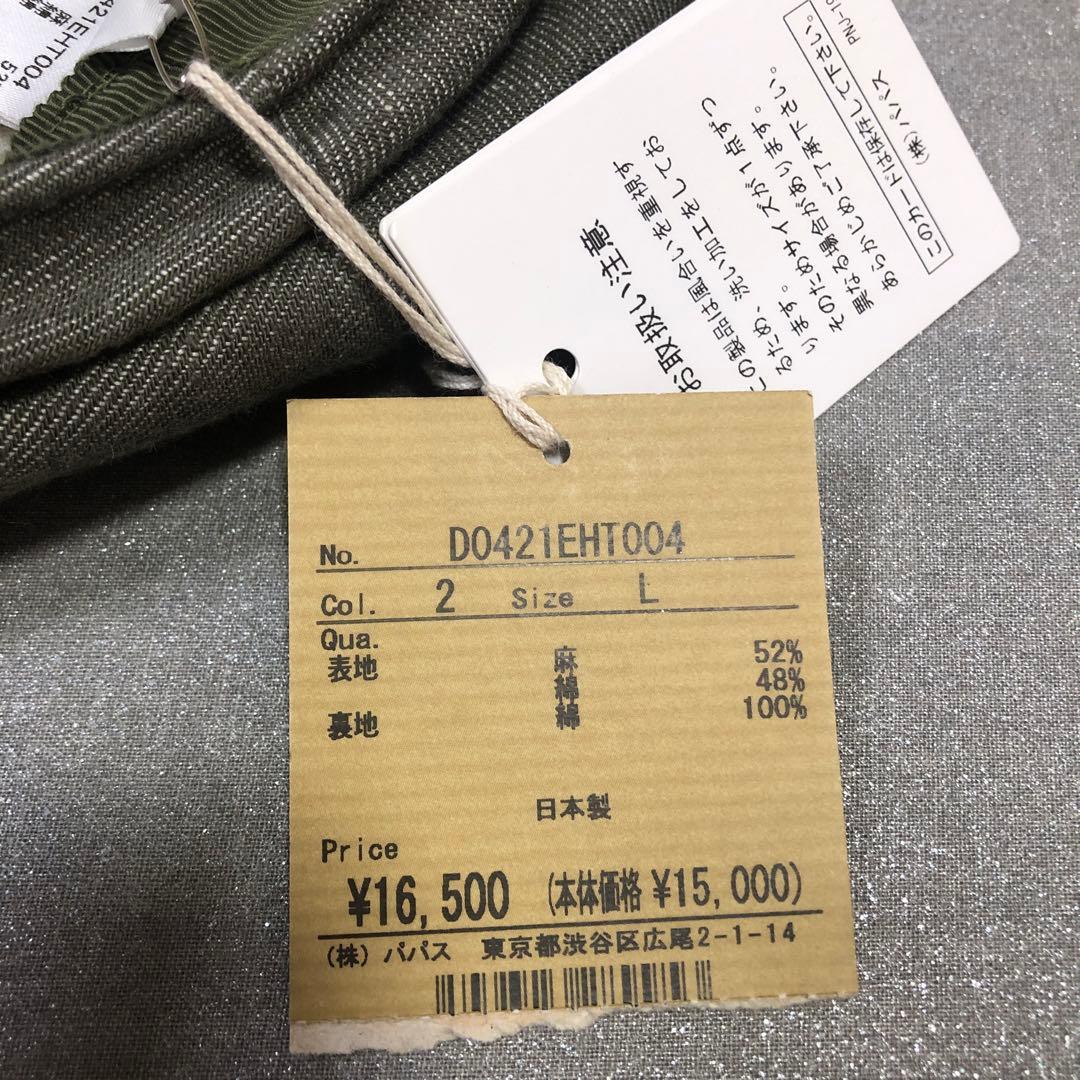 421EHT004
お取扱い注意
この製品は風合いを重視す
るため、洗い加工をしてお
ります。
そのためサイズが1点ずつ
異なる場合があります。
あらかじめご了承下さい。
このカードは保存して下さい。
(株)パパス
No. D0421EHT004
Col. 2 Size L
Qua.
表地 麻 52%
綿 48%
裏地 綿 100%
日本製
Price
¥16,500 (本体価格 ¥15,000)
(株) パパス 東京都渋谷区広尾2-1-14